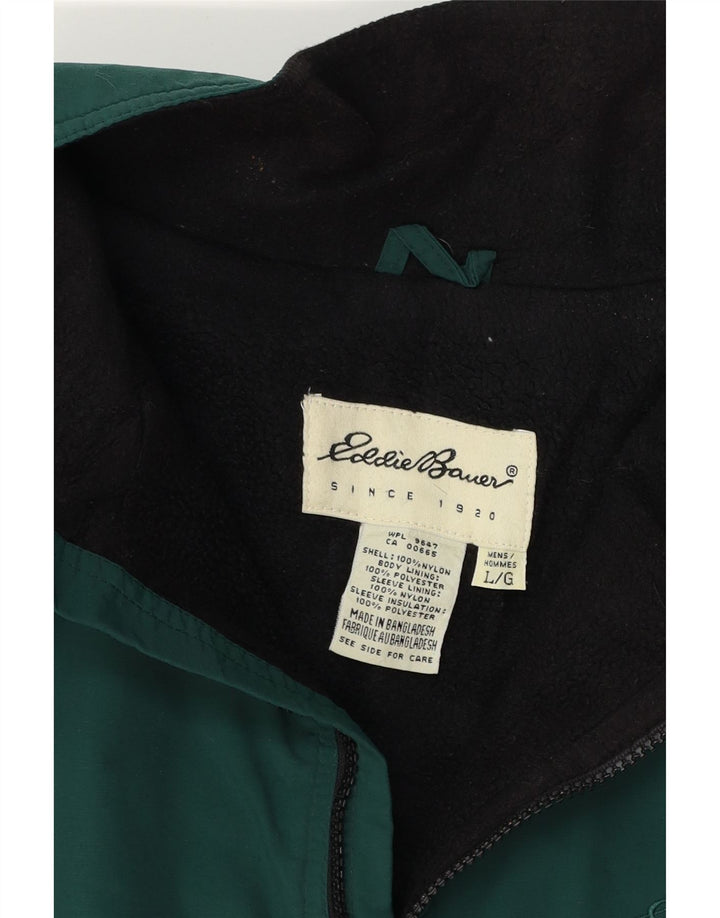 Eddie Bauer®
SINCE 1920
WPL 9647
CA 00665
SHELL: 100% NYLON
BODY LINING:
100% POLYESTER
SLEEVE LINING:
100% NYLON
SLEEVE INSULATION:
100% POLYESTER
MADE IN BANGLADESH
FABRIQUE AU BANGLADESH
SEE SIDE FOR CARE
MENS/
HOMMES
L/G